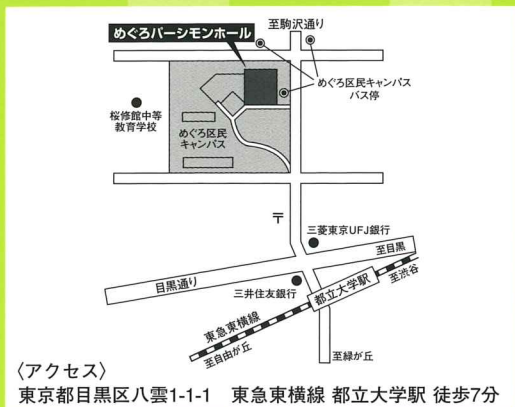 至駒沢通り
めぐろパーシモンホール
めぐろ区民キャンパス
バス停
桜修館中等
教育学校
めぐろ区民
キャンパス
〒
三菱東京UFJ銀行
至目黒
目黒通り
至渋谷
三井住友銀行
都立大学駅
東急東横線
至自由が丘
至緑が丘
〈アクセス〉
東京都目黒区八雲1-1-1 東急東横線 都立大学駅 徒歩7分